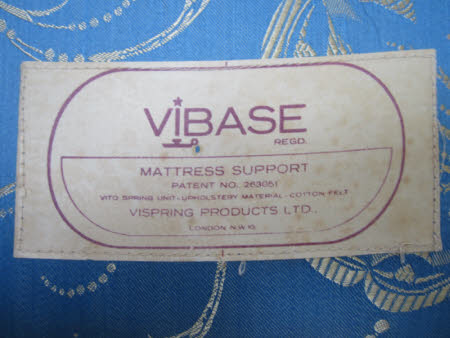 ViBASE
REGD.
MATTRESS SUPPORT
PATENT NO. 263051
VITO SPRING UNIT-UPHOLSTERY MATERIAL-COTTON FELT
VISPRING PRODUCTS LTD.,
LONDON N.W.10.